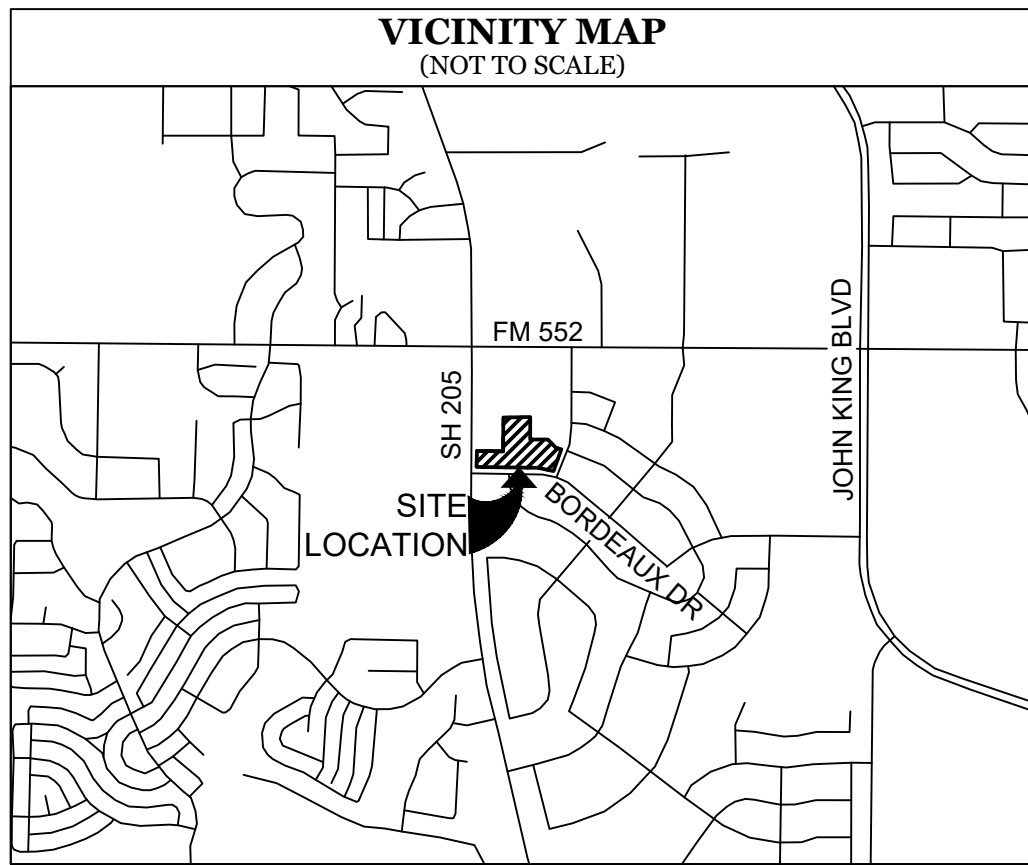 VICINITY MAP
(NOT TO SCALE)
FM 552
SH 205
JOHN KING BLVD
SITE
LOCATION
BORDEAUX DR